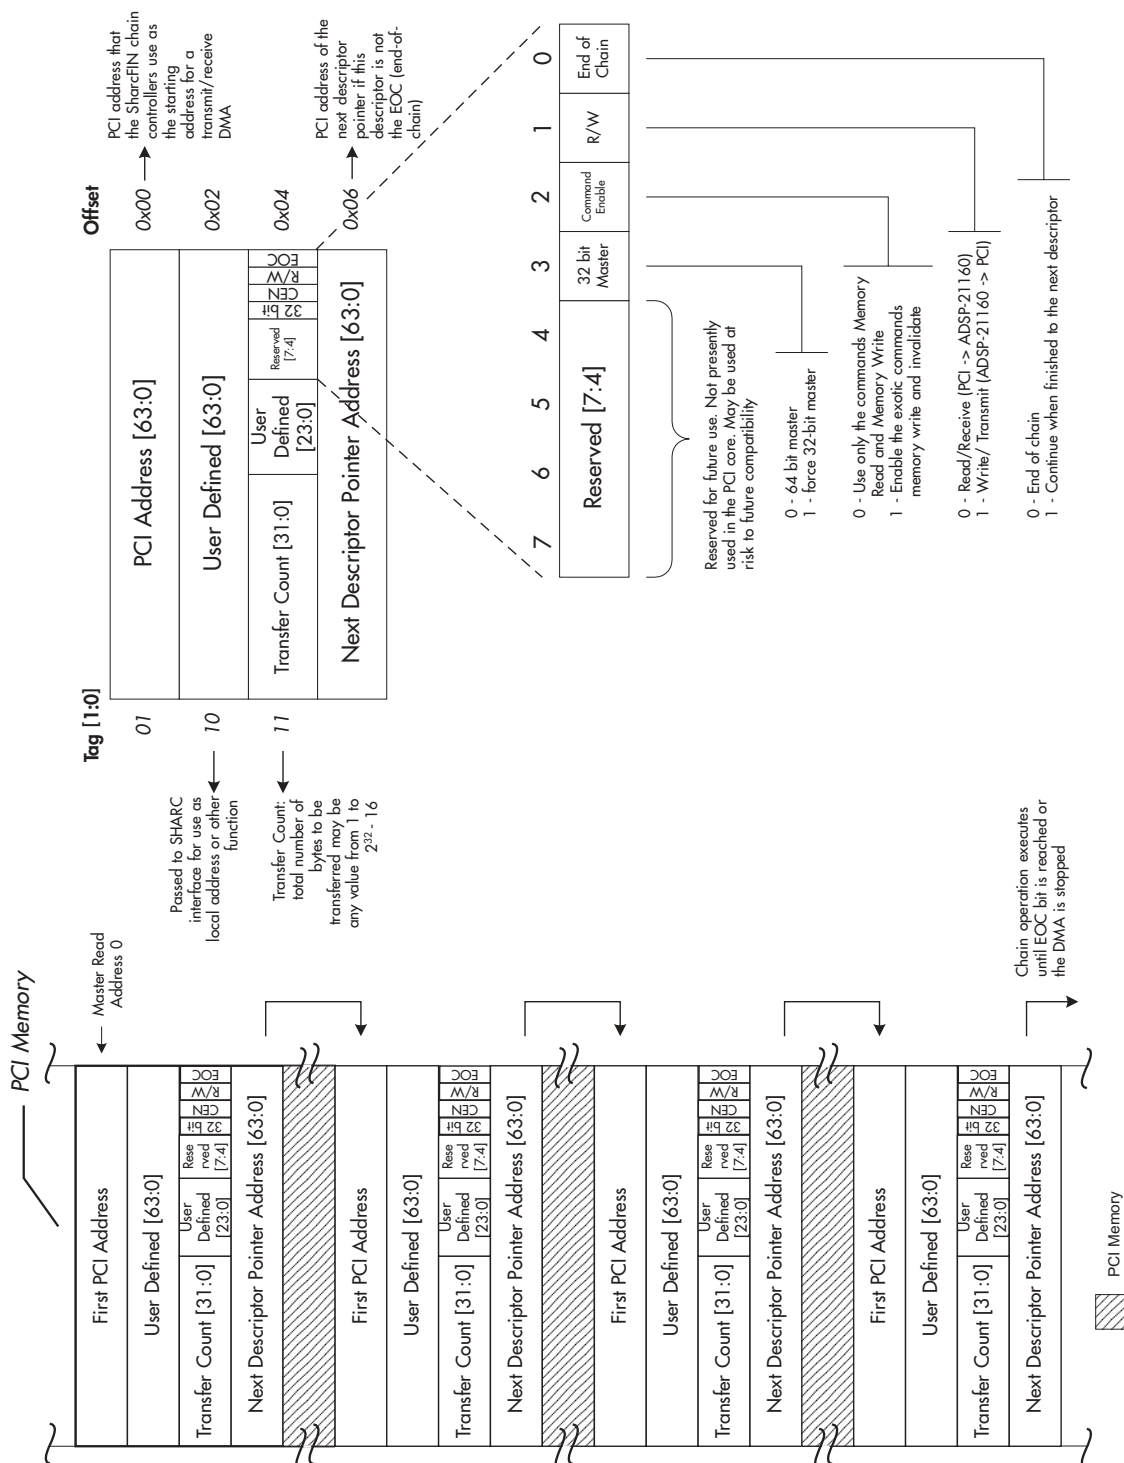 PCI Memory
Master Read
Address 0
First PCI Address
User Defined [63:0]
Transfer Count [31:0]
User
Defined
[23:0]
Rese
rved
[7:4]
32 bit
CEN
R/W
EOC
Next Descriptor Pointer Address [63:0]
First PCI Address
User Defined [63:0]
Transfer Count [31:0]
User
Defined
[23:0]
Rese
rved
[7:4]
32 bit
CEN
R/W
EOC
Next Descriptor Pointer Address [63:0]
First PCI Address
User Defined [63:0]
Transfer Count [31:0]
User
Defined
[23:0]
Rese
rved
[7:4]
32 bit
CEN
R/W
EOC
Next Descriptor Pointer Address [63:0]
First PCI Address
User Defined [63:0]
Transfer Count [31:0]
User
Defined
[23:0]
Rese
rved
[7:4]
32 bit
CEN
R/W
EOC
Next Descriptor Pointer Address [63:0]
Chain operation executes
until EOC bit is reached or
the DMA is stopped
PCI Memory
Tag [1:0]
Offset
01
PCI Address [63:0]
0x00
PCI address that
the SharcFIN chain
controllers use as
the starting
address for a
transmit/receive
DMA
Passed to SHARC
interface for use as
local address or other
function
10
User Defined [63:0]
0x02
Transfer Count:
total number of
bytes to be
transferred may be
any value from 1 to
2³² - 16
11
Transfer Count [31:0]
User
Defined
[23:0]
Reserved
[7:4]
32 bit
CEN
R/W
EOC
0x04
Next Descriptor Pointer Address [63:0]
0x06
PCI address of the
next descriptor
pointer if this
descriptor is not
the EOC (end-of-
chain)
7 6 5 4 3 2 1 0
Reserved [7:4]
32 bit
Master
Command
Enable
R/W
End of
Chain
Reserved for future use. Not presently
used in the PCI core. May be used at
risk to future compatibility
0 - 64 bit master
1 - force 32-bit master
0 - Use only the commands Memory
Read and Memory Write
1 - Enable the exotic commands
memory write and invalidate
0 - Read/Receive (PCI -> ADSP-21160)
1 - Write/ Transmit (ADSP-21160 -> PCI)
0 - End of chain
1 - Continue when finished to the next descriptor